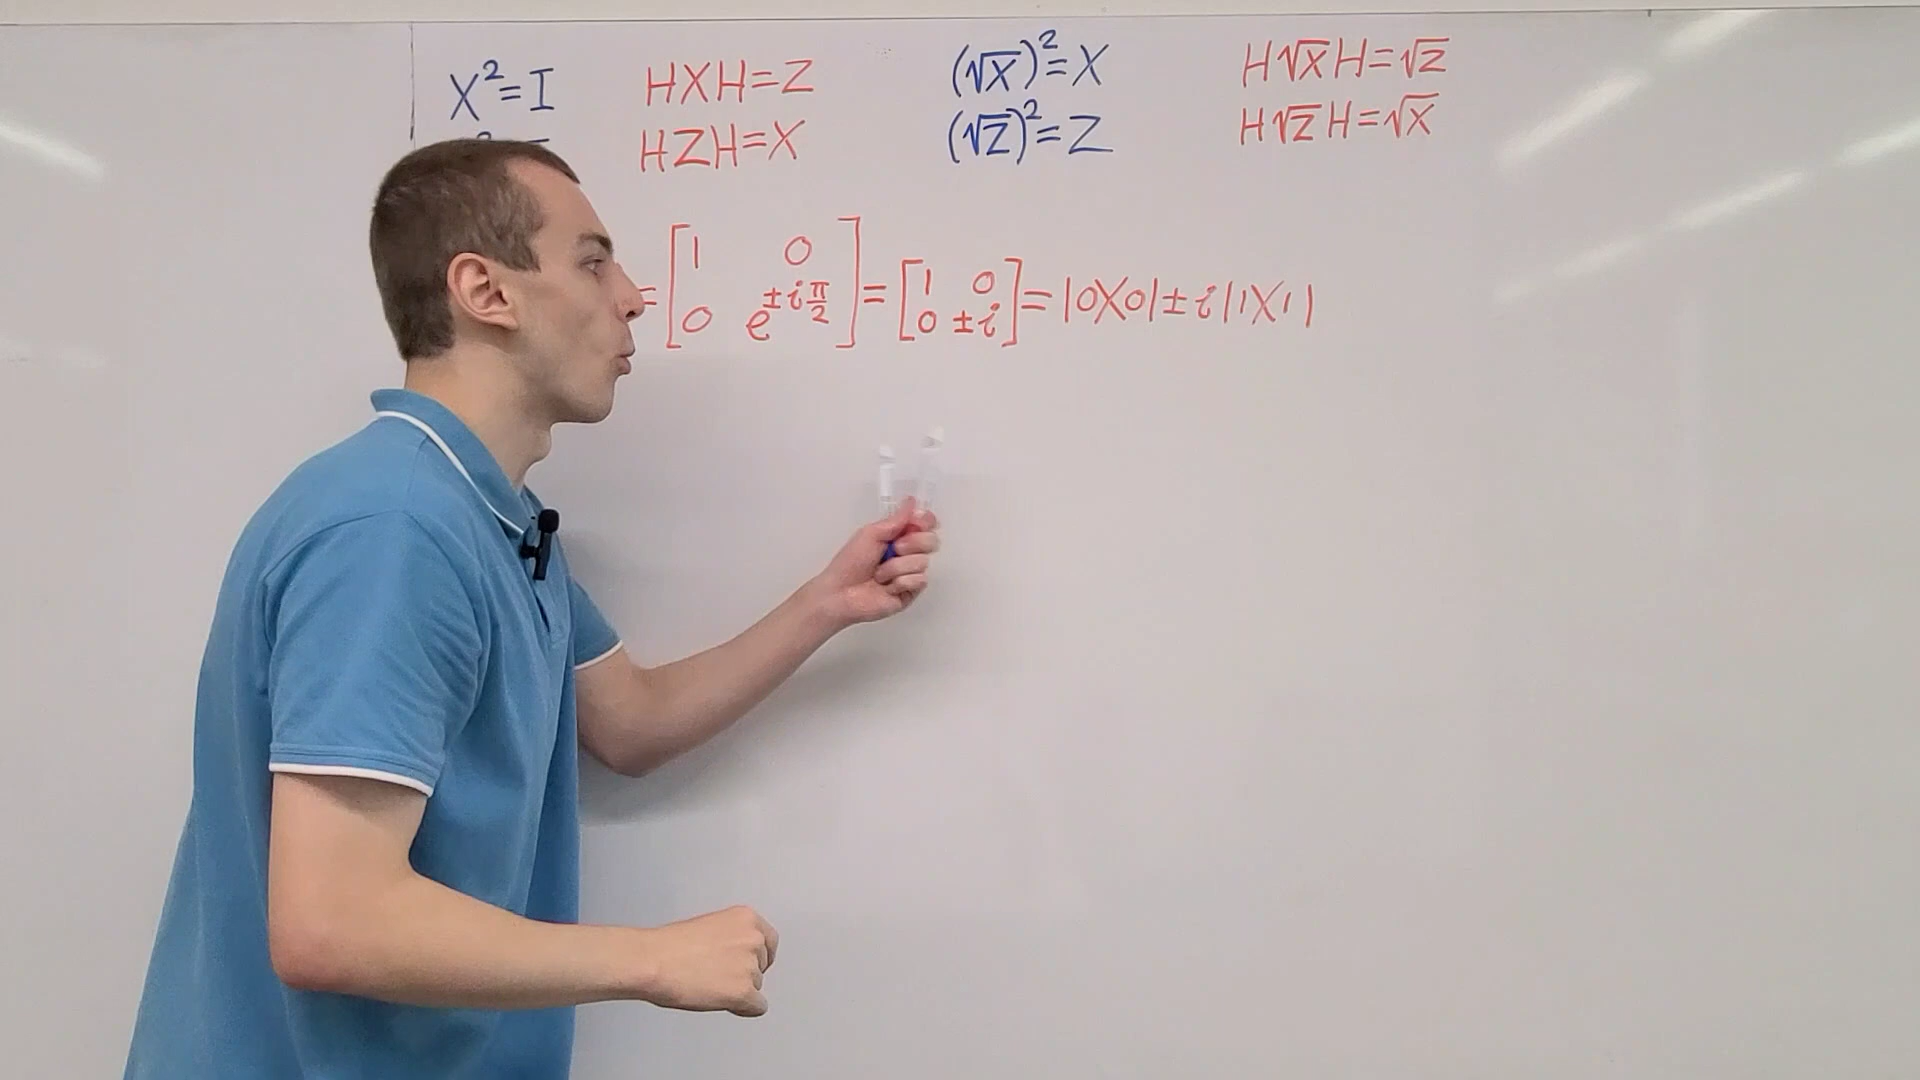 X²=I HXH=Z (√X)²=X H√XH=√Z
HZH=X (√Z)²=Z H√ZH=√X
=[1 0
0 e^{±iπ/2}]=[1 0
0 ±i]=|0⟩⟨0|±i|1⟩⟨1|